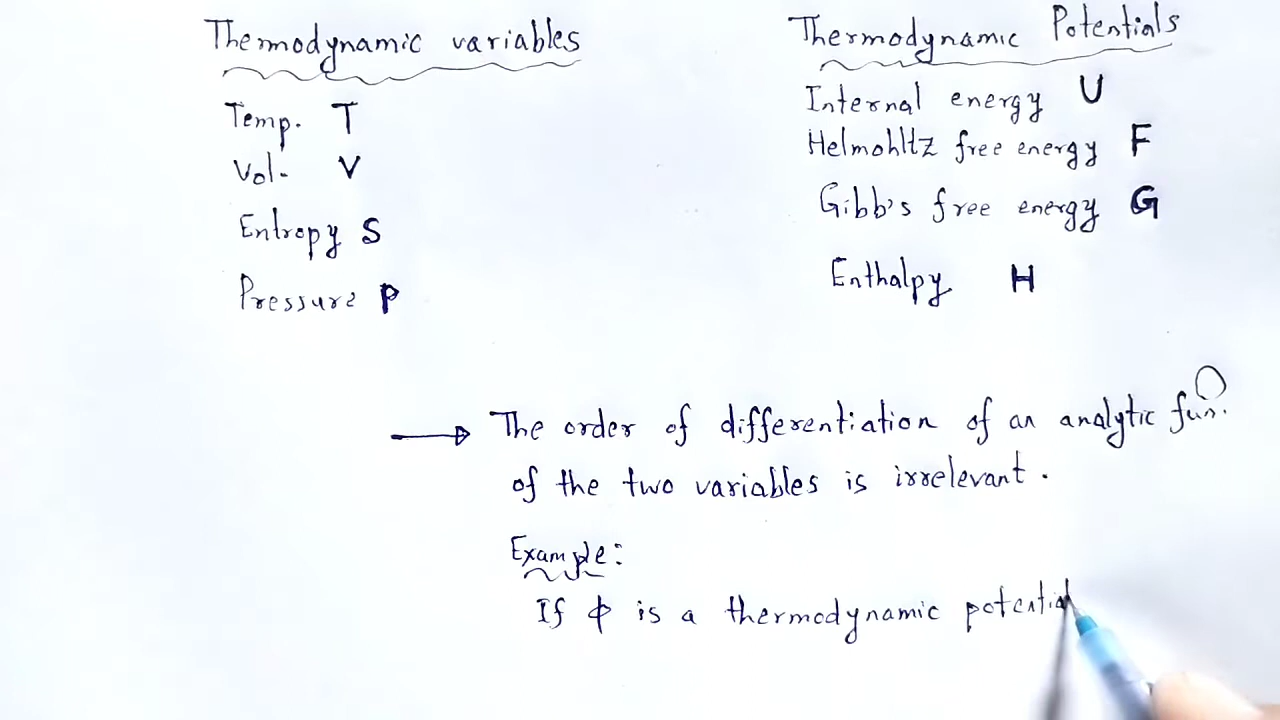 Thermodynamic variables
Temp. T
Vol. V
Entropy S
Pressure P
Thermodynamic Potentials
Internal energy U
Helmohltz free energy F
Gibb's free energy G
Enthalpy H
The order of differentiation of an analytic fun.
of the two variables is irrelevant.
Example:
If ϕ is a thermodynamic potential